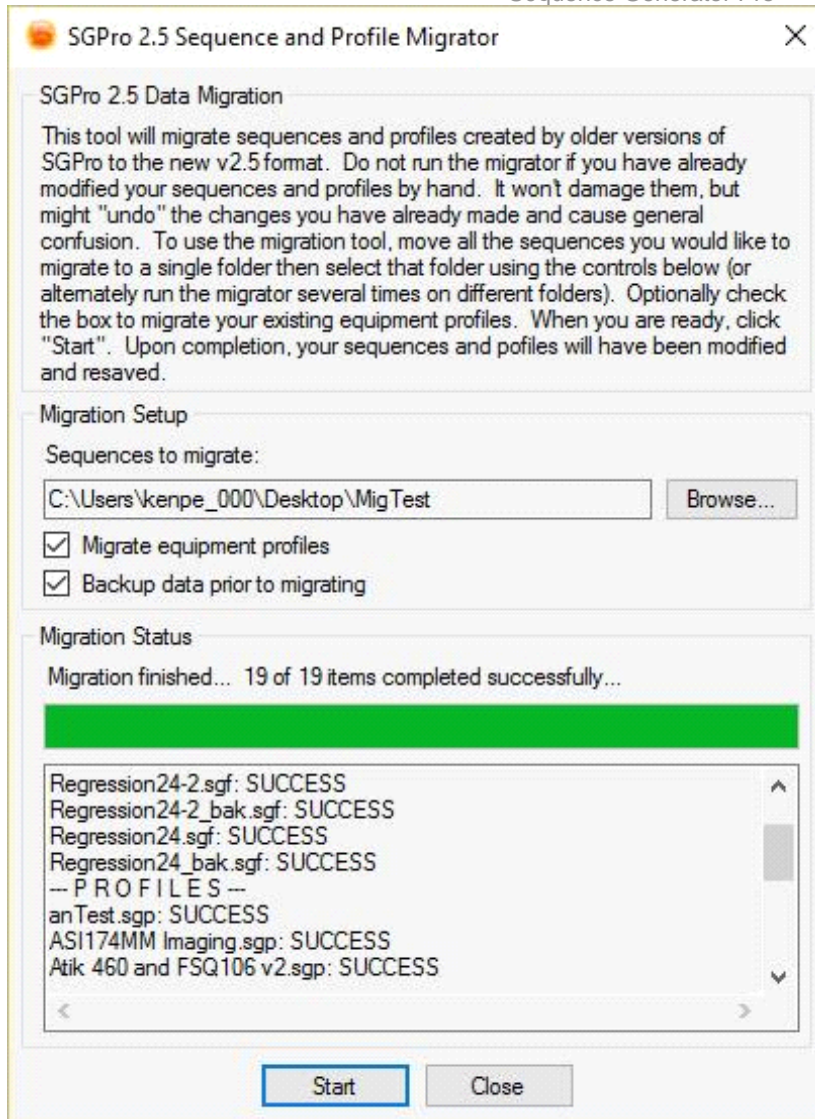 Sequence Generator Pro
SGPro 2.5 Sequence and Profile Migrator
SGPro 2.5 Data Migration
This tool will migrate sequences and profiles created by older versions of
SGPro to the new v2.5 format. Do not run the migrator if you have already
modified your sequences and profiles by hand. It won't damage them, but
might "undo" the changes you have already made and cause general
confusion. To use the migration tool, move all the sequences you would like to
migrate to a single folder then select that folder using the controls below (or
alternately run the migrator several times on different folders). Optionally check
the box to migrate your existing equipment profiles. When you are ready, click
"Start". Upon completion, your sequences and pofiles will have been modified
and resaved.
Migration Setup
Sequences to migrate:
C:\Users\kenpe_000\Desktop\MigTest
Browse...
Migrate equipment profiles
Backup data prior to migrating
Migration Status
Migration finished... 19 of 19 items completed successfully...
Regression24-2.sgf: SUCCESS
Regression24-2_bak.sgf: SUCCESS
Regression24.sgf: SUCCESS
Regression24_bak.sgf: SUCCESS
--- P R O F I L E S ---
anTest.sgp: SUCCESS
ASI174MM Imaging.sgp: SUCCESS
Atik 460 and FSQ106 v2.sgp: SUCCESS
Start
Close